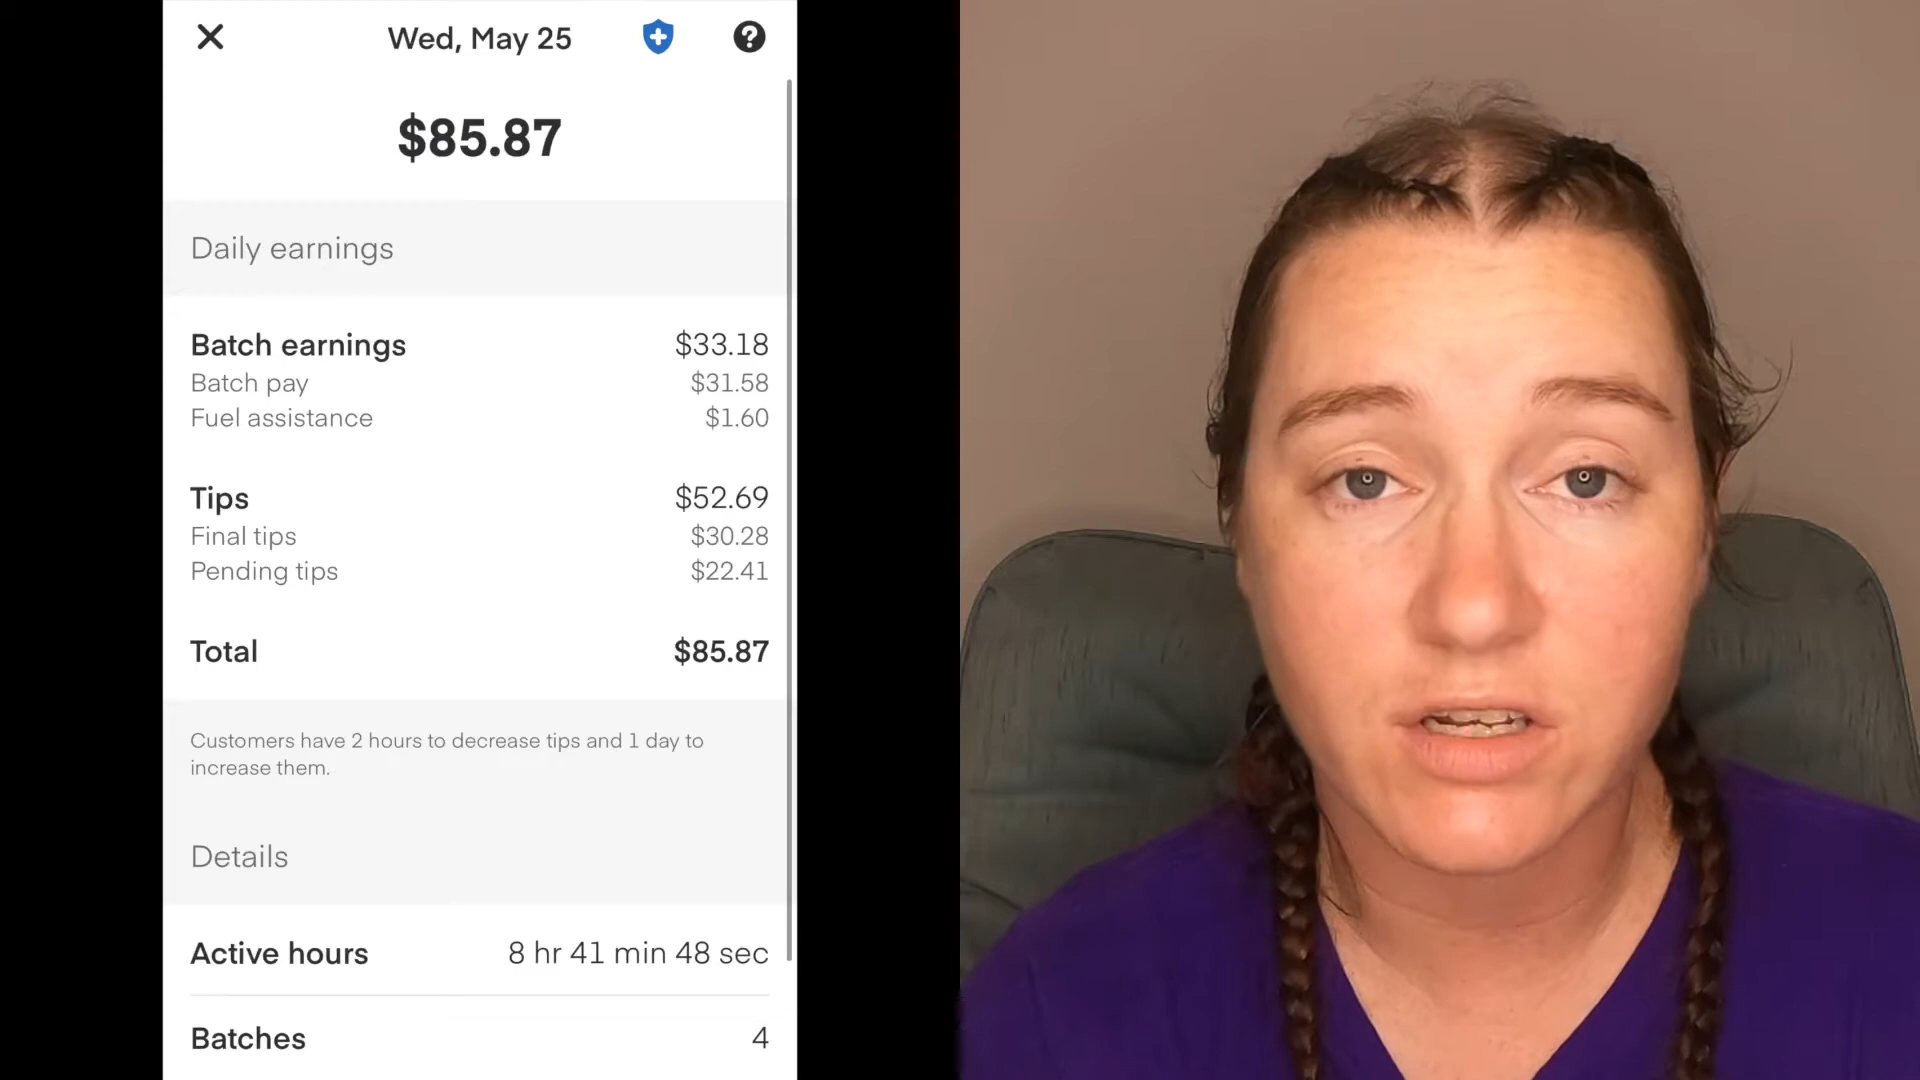 Wed, May 25
$85.87
Daily earnings
Batch earnings $33.18
Batch pay $31.58
Fuel assistance $1.60
Tips $52.69
Final tips $30.28
Pending tips $22.41
Total $85.87
Customers have 2 hours to decrease tips and 1 day to
increase them.
Details
Active hours 8 hr 41 min 48 sec
Batches 4